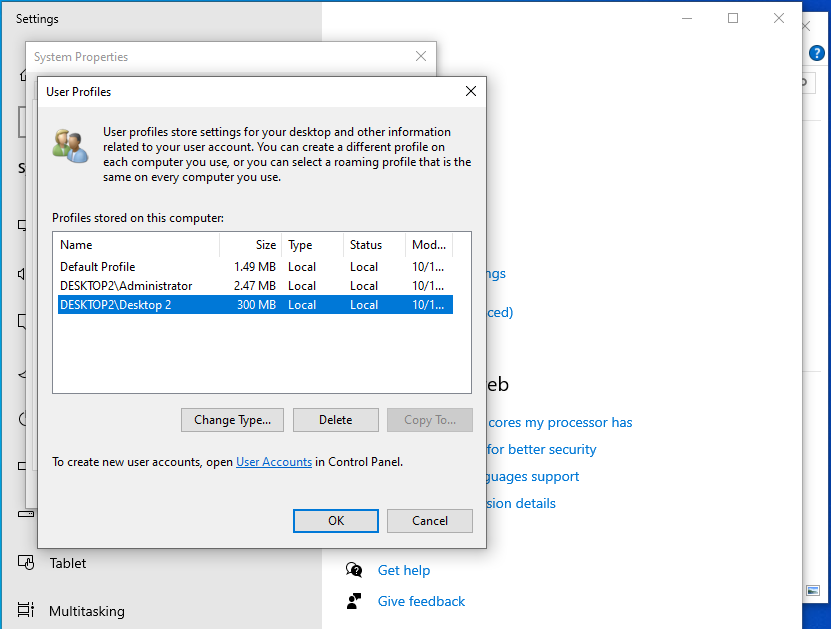 Settings
System Properties
User Profiles
User profiles store settings for your desktop and other information
related to your user account. You can create a different profile on
each computer you use, or you can select a roaming profile that is the
same on every computer you use.
Profiles stored on this computer:
Name Size Type Status Mod...
Default Profile 1.49 MB Local Local 10/1...
DESKTOP2\Administrator 2.47 MB Local Local 10/1...
DESKTOP2\Desktop 2 300 MB Local Local 10/1...
Change Type... Delete Copy To...
To create new user accounts, open User Accounts in Control Panel.
OK Cancel
S
ngs
ced)
eb
cores my processor has
for better security
guages support
sion details
Tablet
Multitasking
Get help
Give feedback